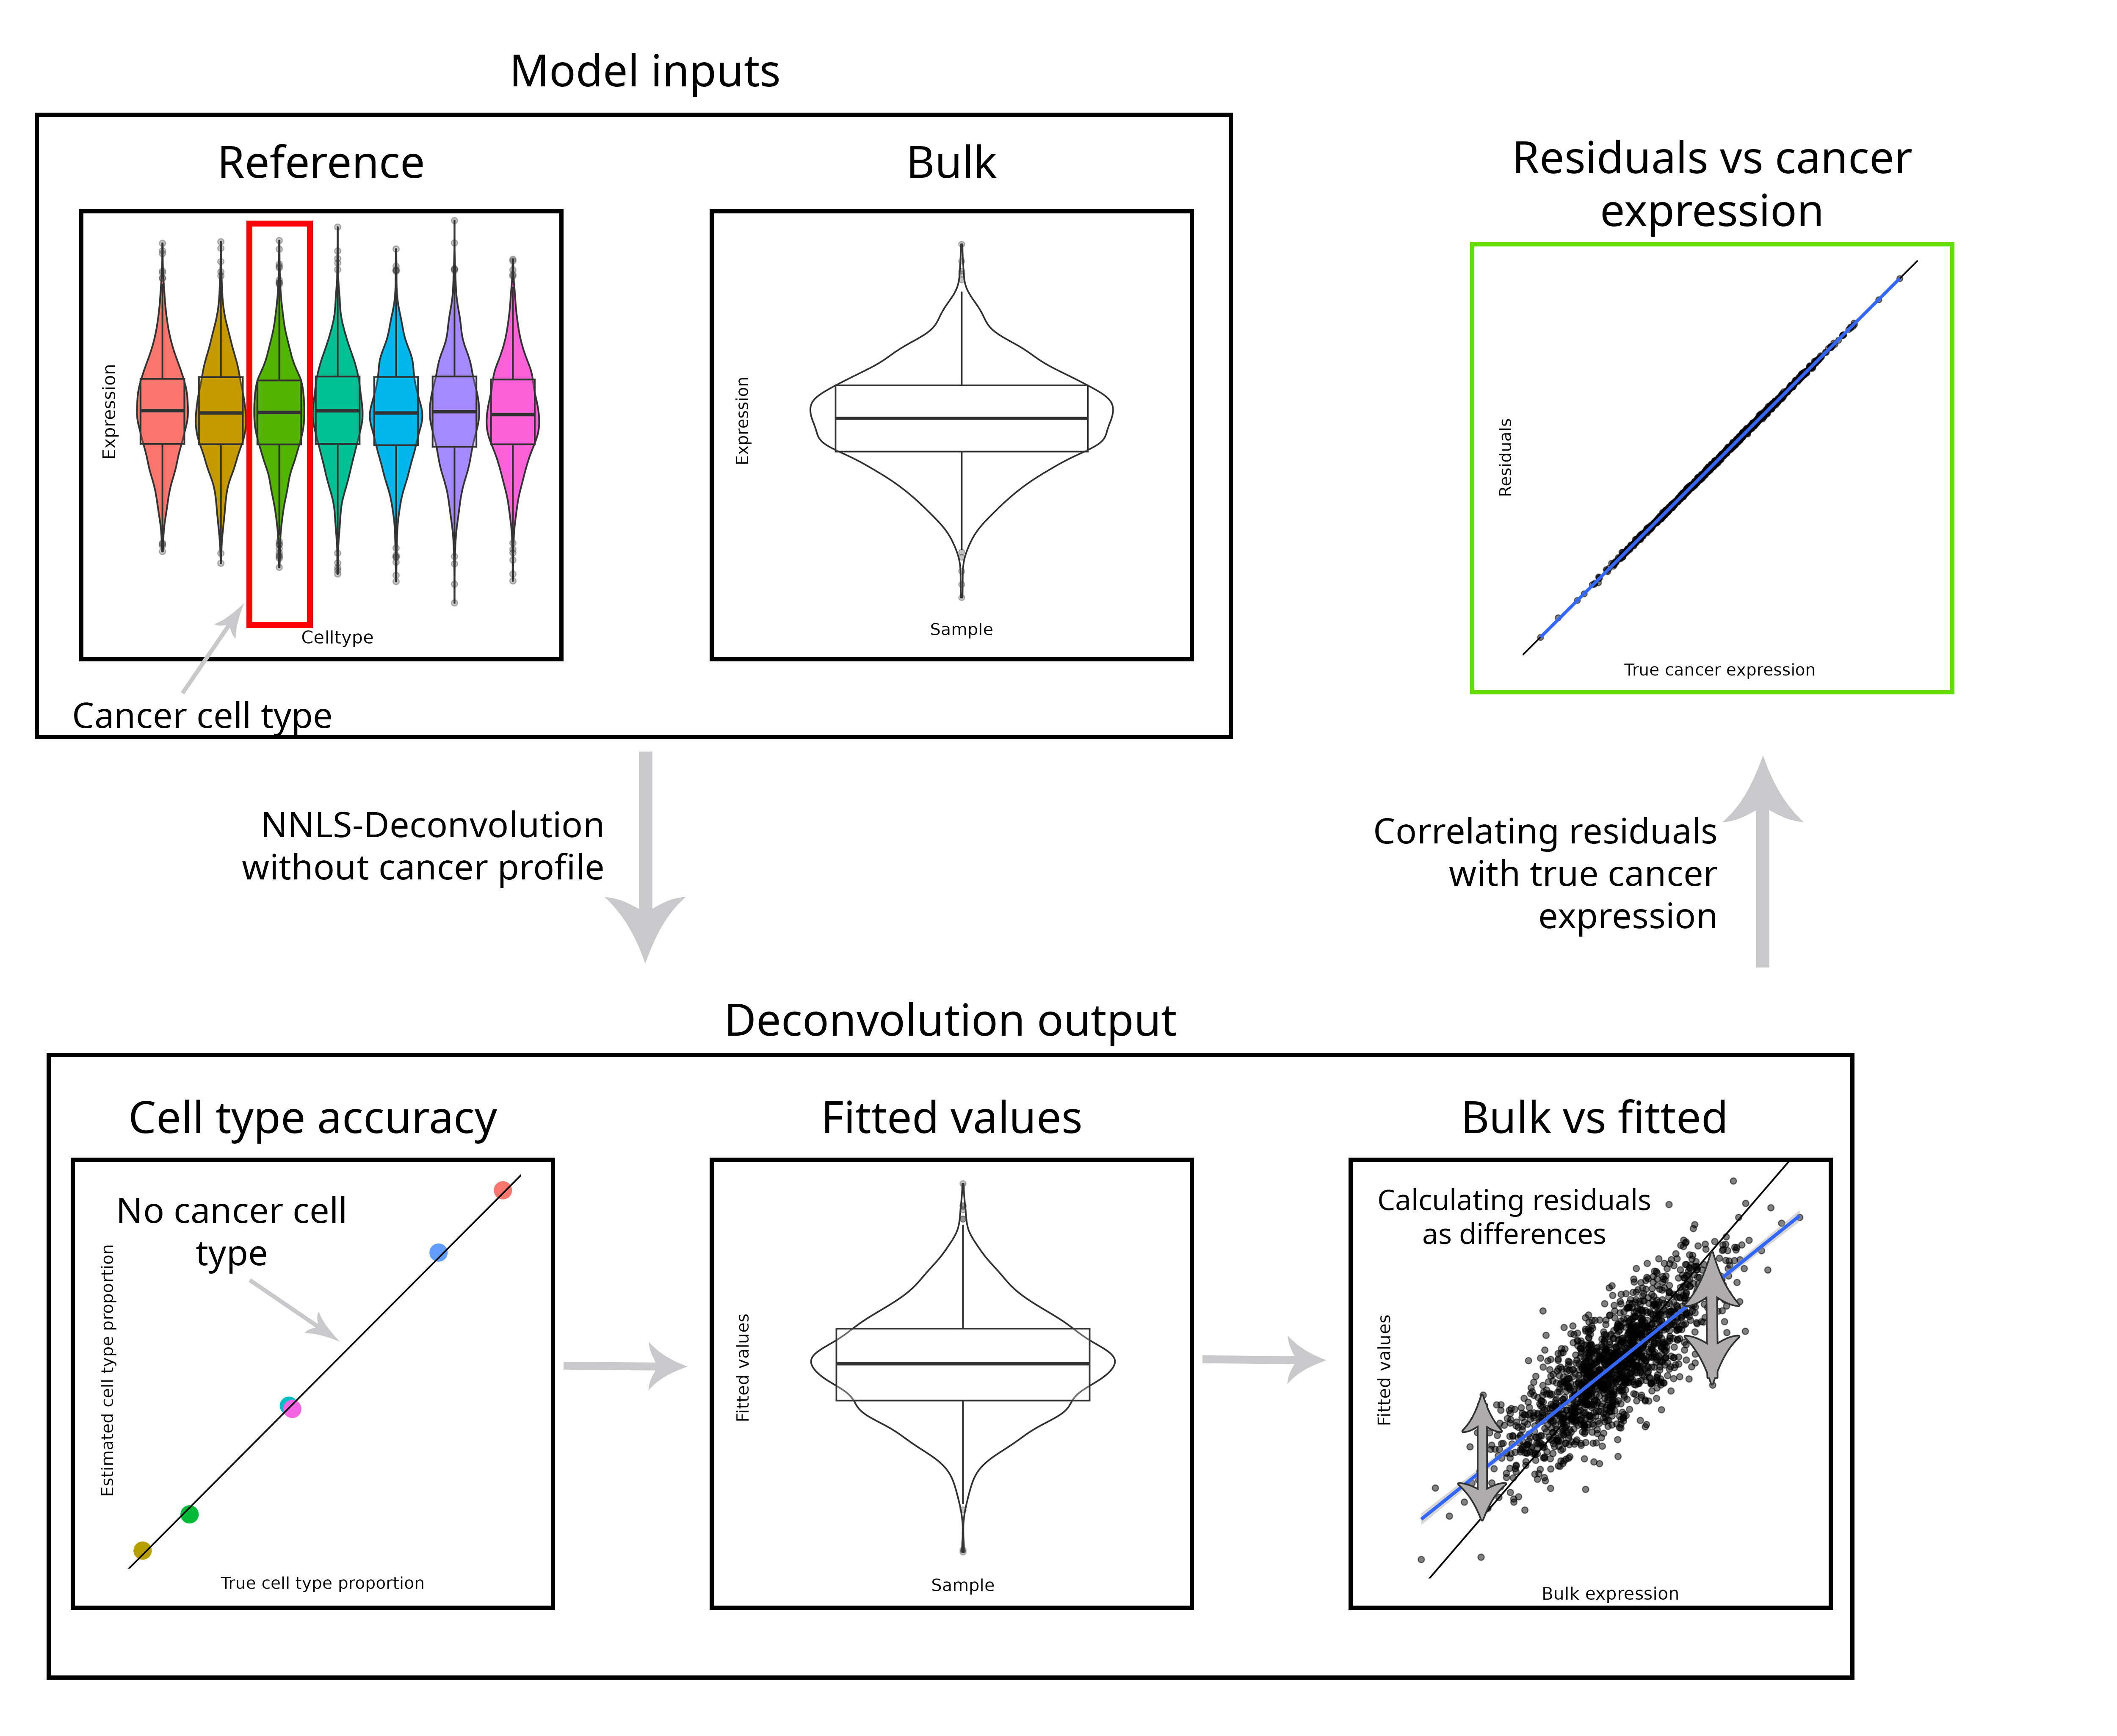 Model inputs
Reference
Bulk
Expression
Celltype
Cancer cell type
Expression
Sample
Residuals vs cancer
expression
Residuals
True cancer expression
NNLS-Deconvolution
without cancer profile
Correlating residuals
with true cancer
expression
Deconvolution output
Cell type accuracy
Fitted values
Bulk vs fitted
No cancer cell
type
Estimated cell type proportion
True cell type proportion
Fitted values
Sample
Calculating residuals
as differences
Fitted values
Bulk expression